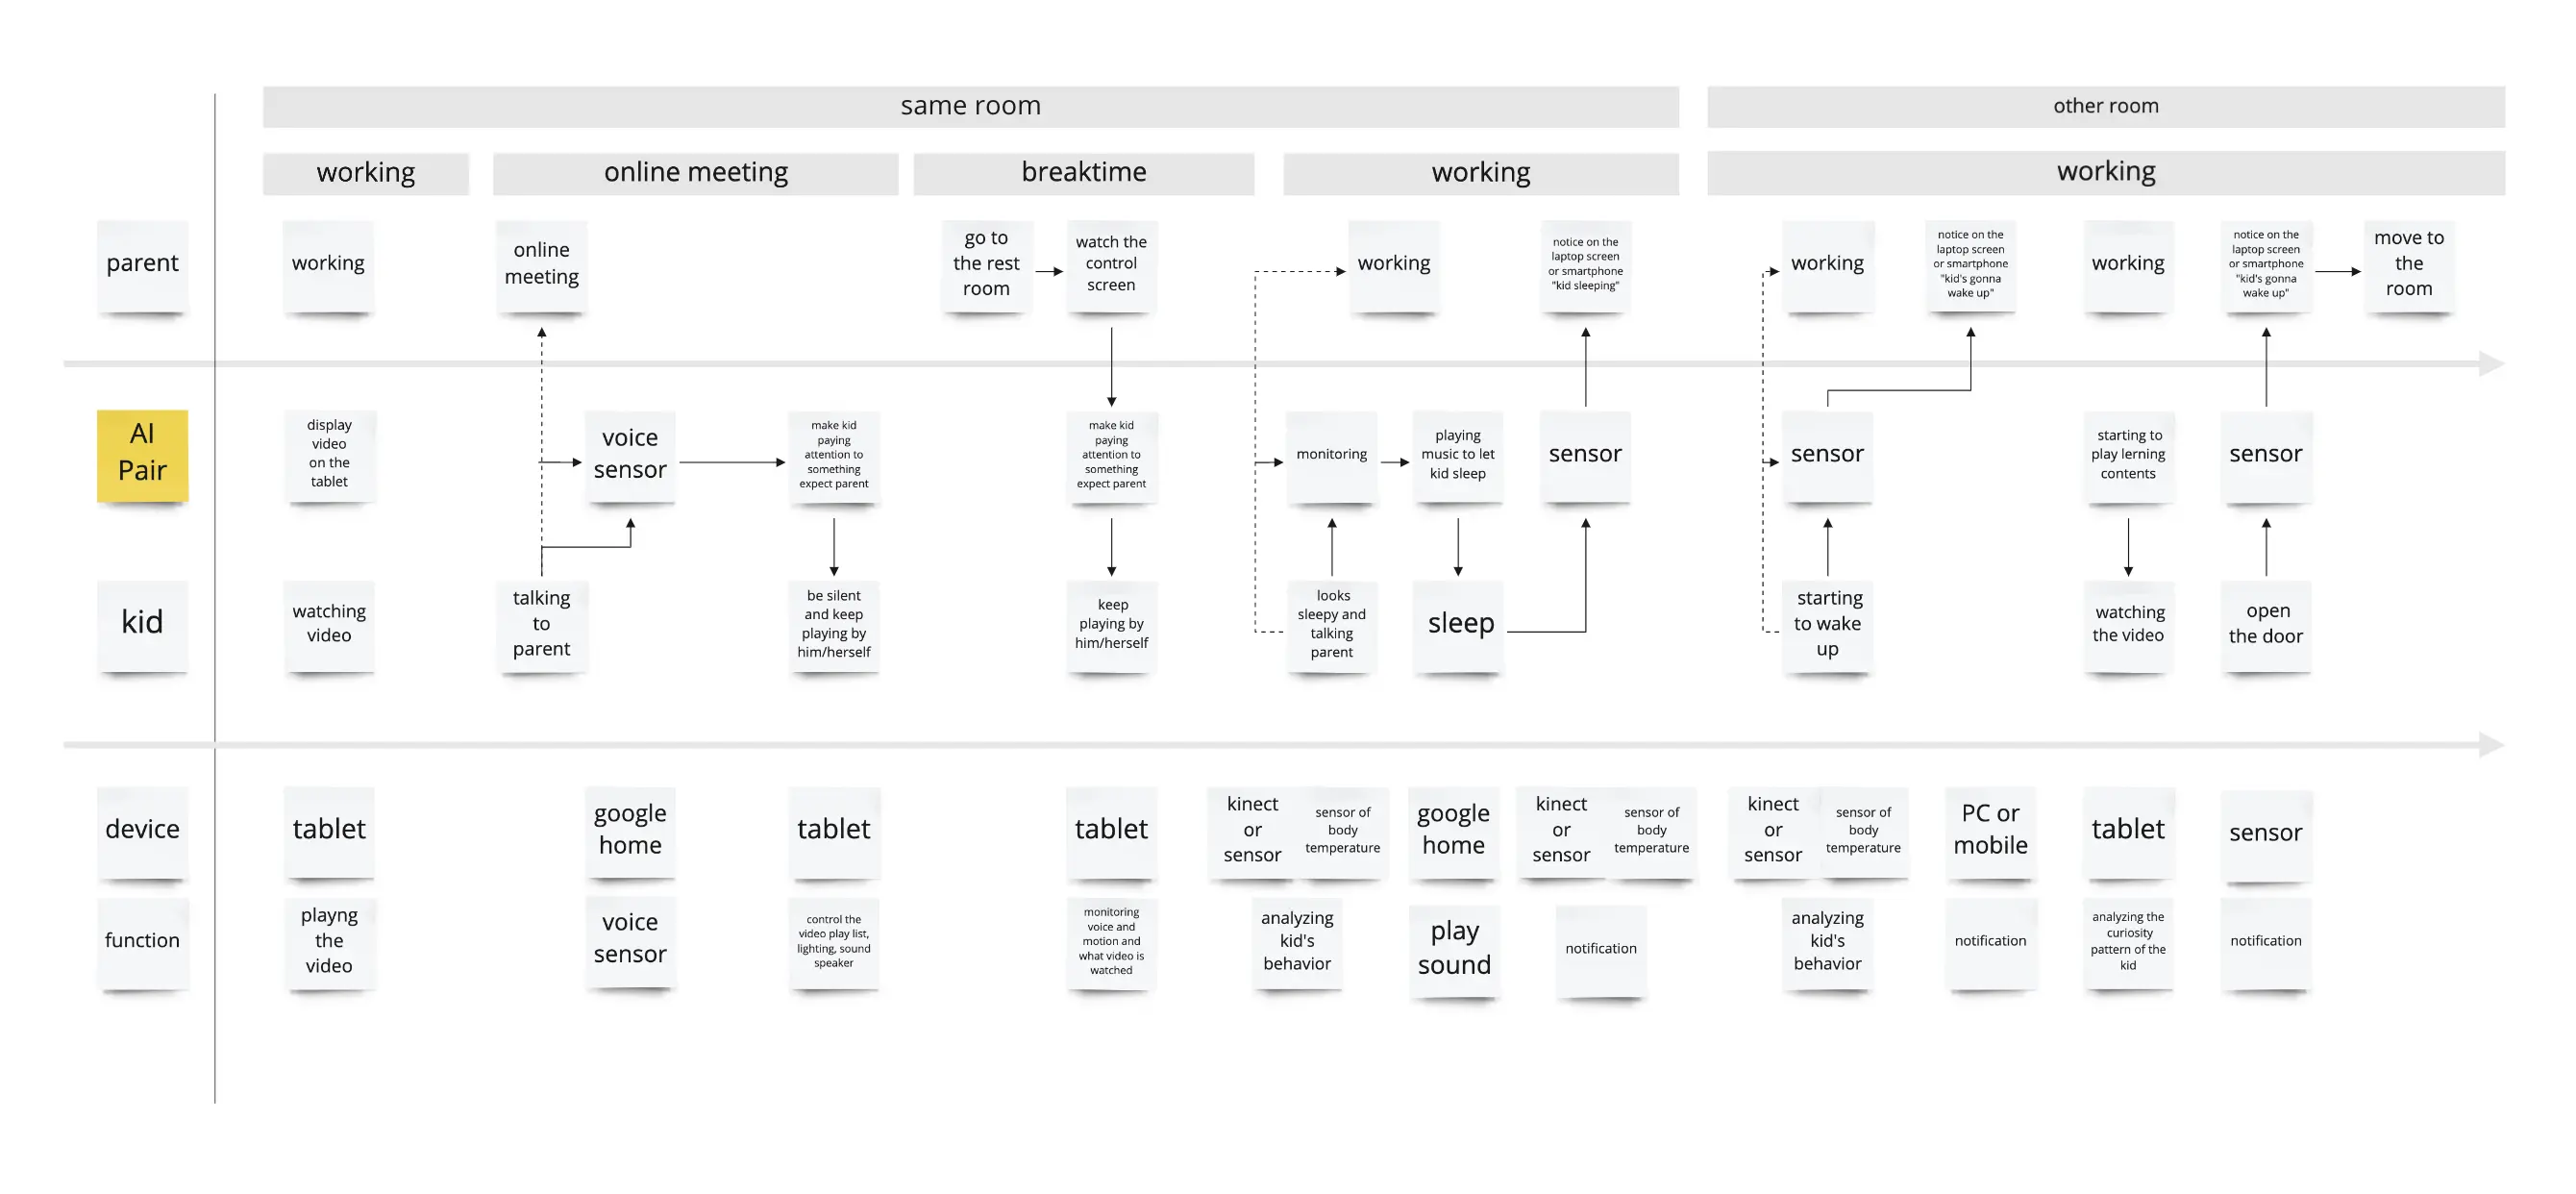 same room
other room
working
online meeting
breaktime
working
working
parent
working
online
meeting
go to
the rest
room
watch the
control
screen
working
notice on the
laptop screen
or smartphone
"kid sleeping"
working
notice on the
laptop screen
or smartphone
"kid's gonna
wake up"
working
notice on the
laptop screen
or smartphone
"kid's gonna
wake up"
move to
the
room
AI
Pair
display
video
on the
tablet
voice
sensor
make kid
paying
attention to
something
expect parent
make kid
paying
attention to
something
expect parent
monitoring
playing
music to let
kid sleep
sensor
sensor
starting to
play lerning
contents
sensor
kid
watching
video
talking
to
parent
be silent
and keep
playing by
him/herself
keep
playing by
him/herself
looks
sleepy and
talking
parent
sleep
starting
to wake
up
watching
the video
open
the door
device
tablet
google
home
tablet
tablet
kinect
or
sensor
sensor of
body
temperature
google
home
kinect
or
sensor
sensor of
body
temperature
kinect
or
sensor
sensor of
body
temperature
PC or
mobile
tablet
sensor
function
playng
the
video
voice
sensor
control the
video play list,
lighting, sound
speaker
monitoring
voice and
motion and
what video is
watched
analyzing
kid's
behavior
play
sound
notification
analyzing
kid's
behavior
notification
analyzing the
curiosity
pattern of the
kid
notification